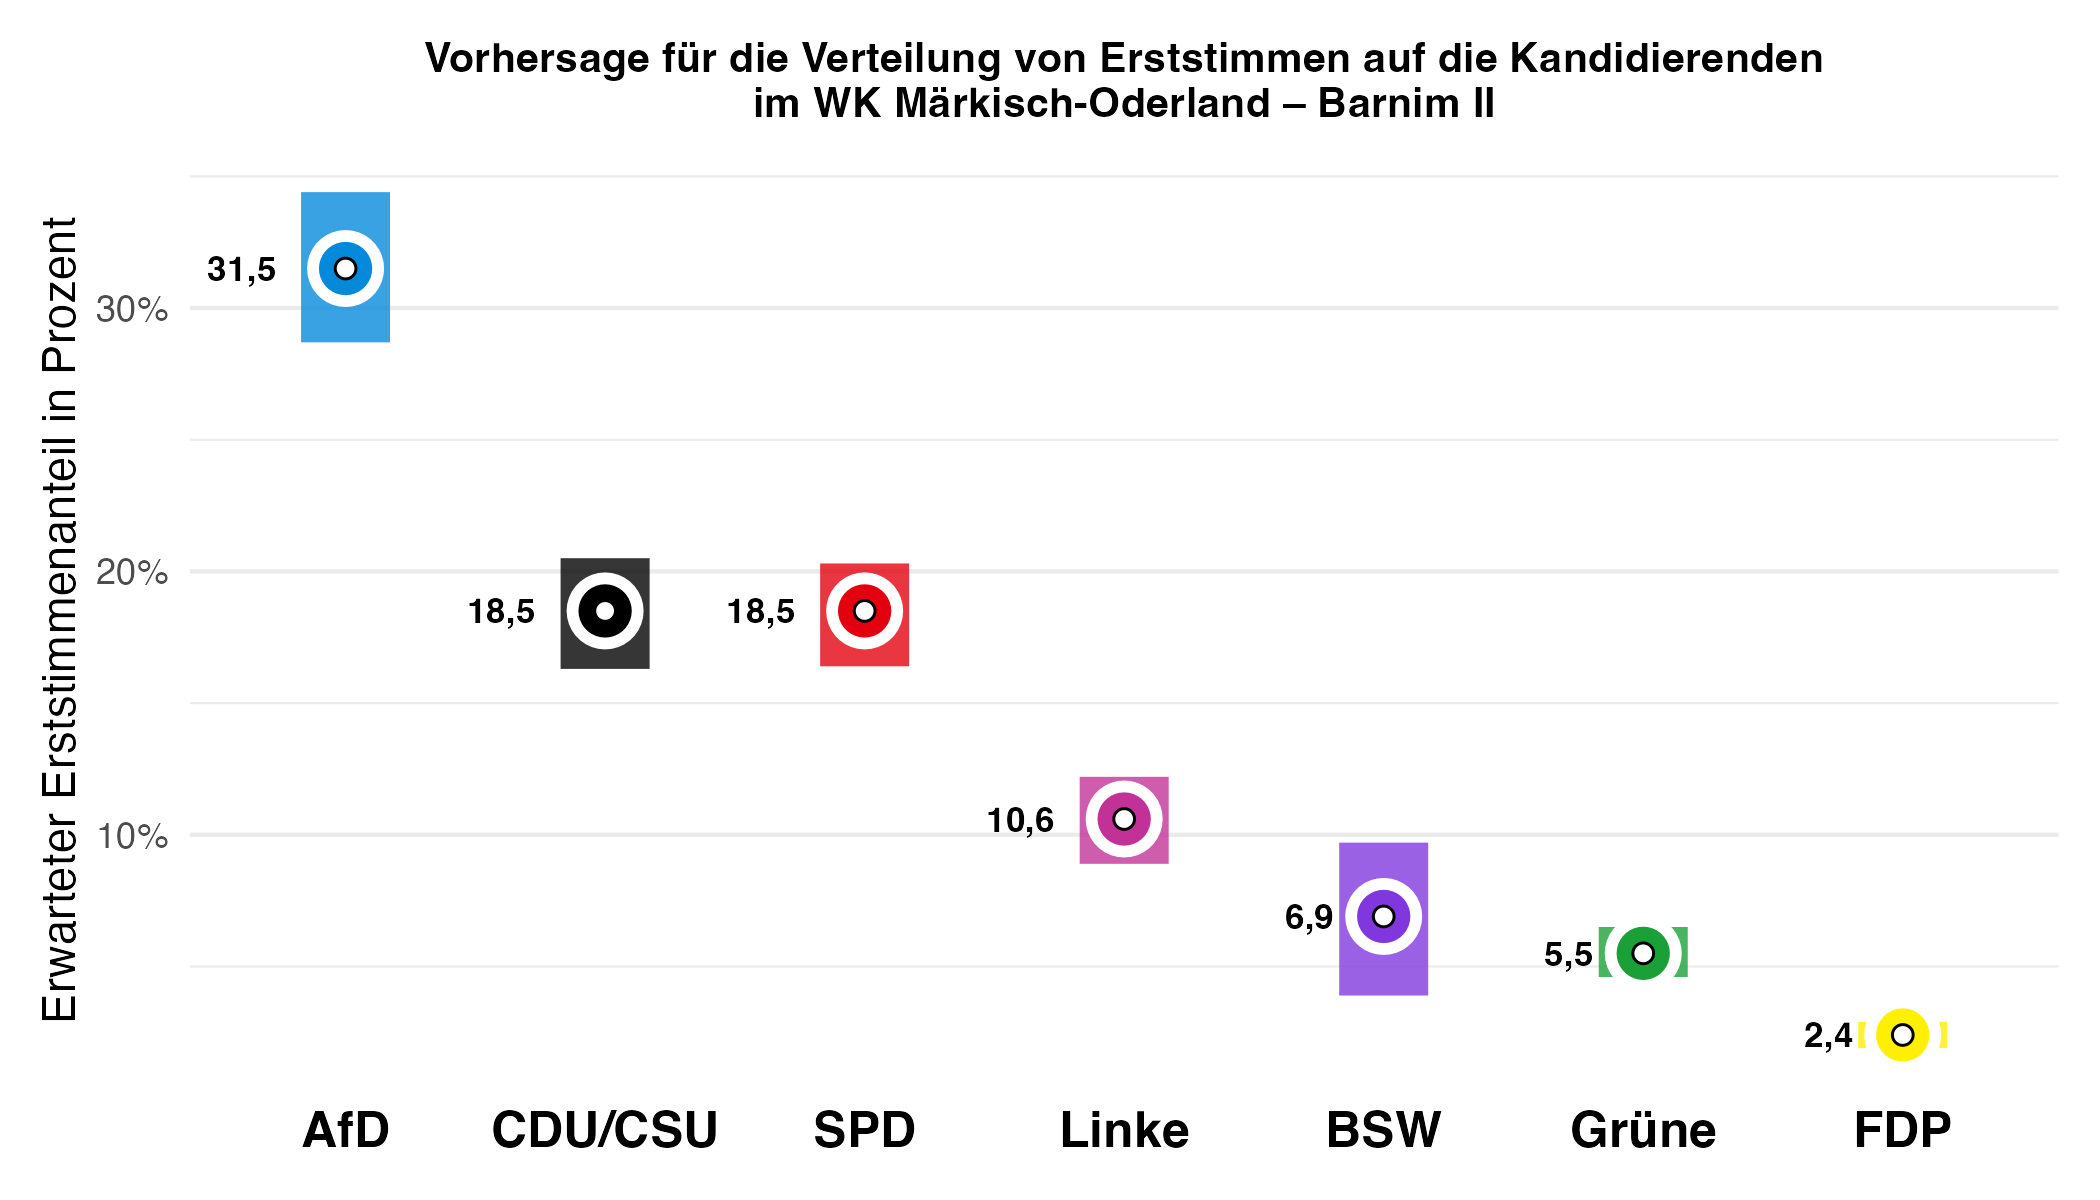 Vorhersage für die Verteilung von Erststimmen auf die Kandidierenden
im WK Märkisch-Oderland – Barnim II
Erwarteter Erststimmenanteil in Prozent
30%
20%
10%
31,5
18,5
18,5
10,6
6,9
5,5
2,4
AfD
CDU/CSU
SPD
Linke
BSW
Grüne
FDP